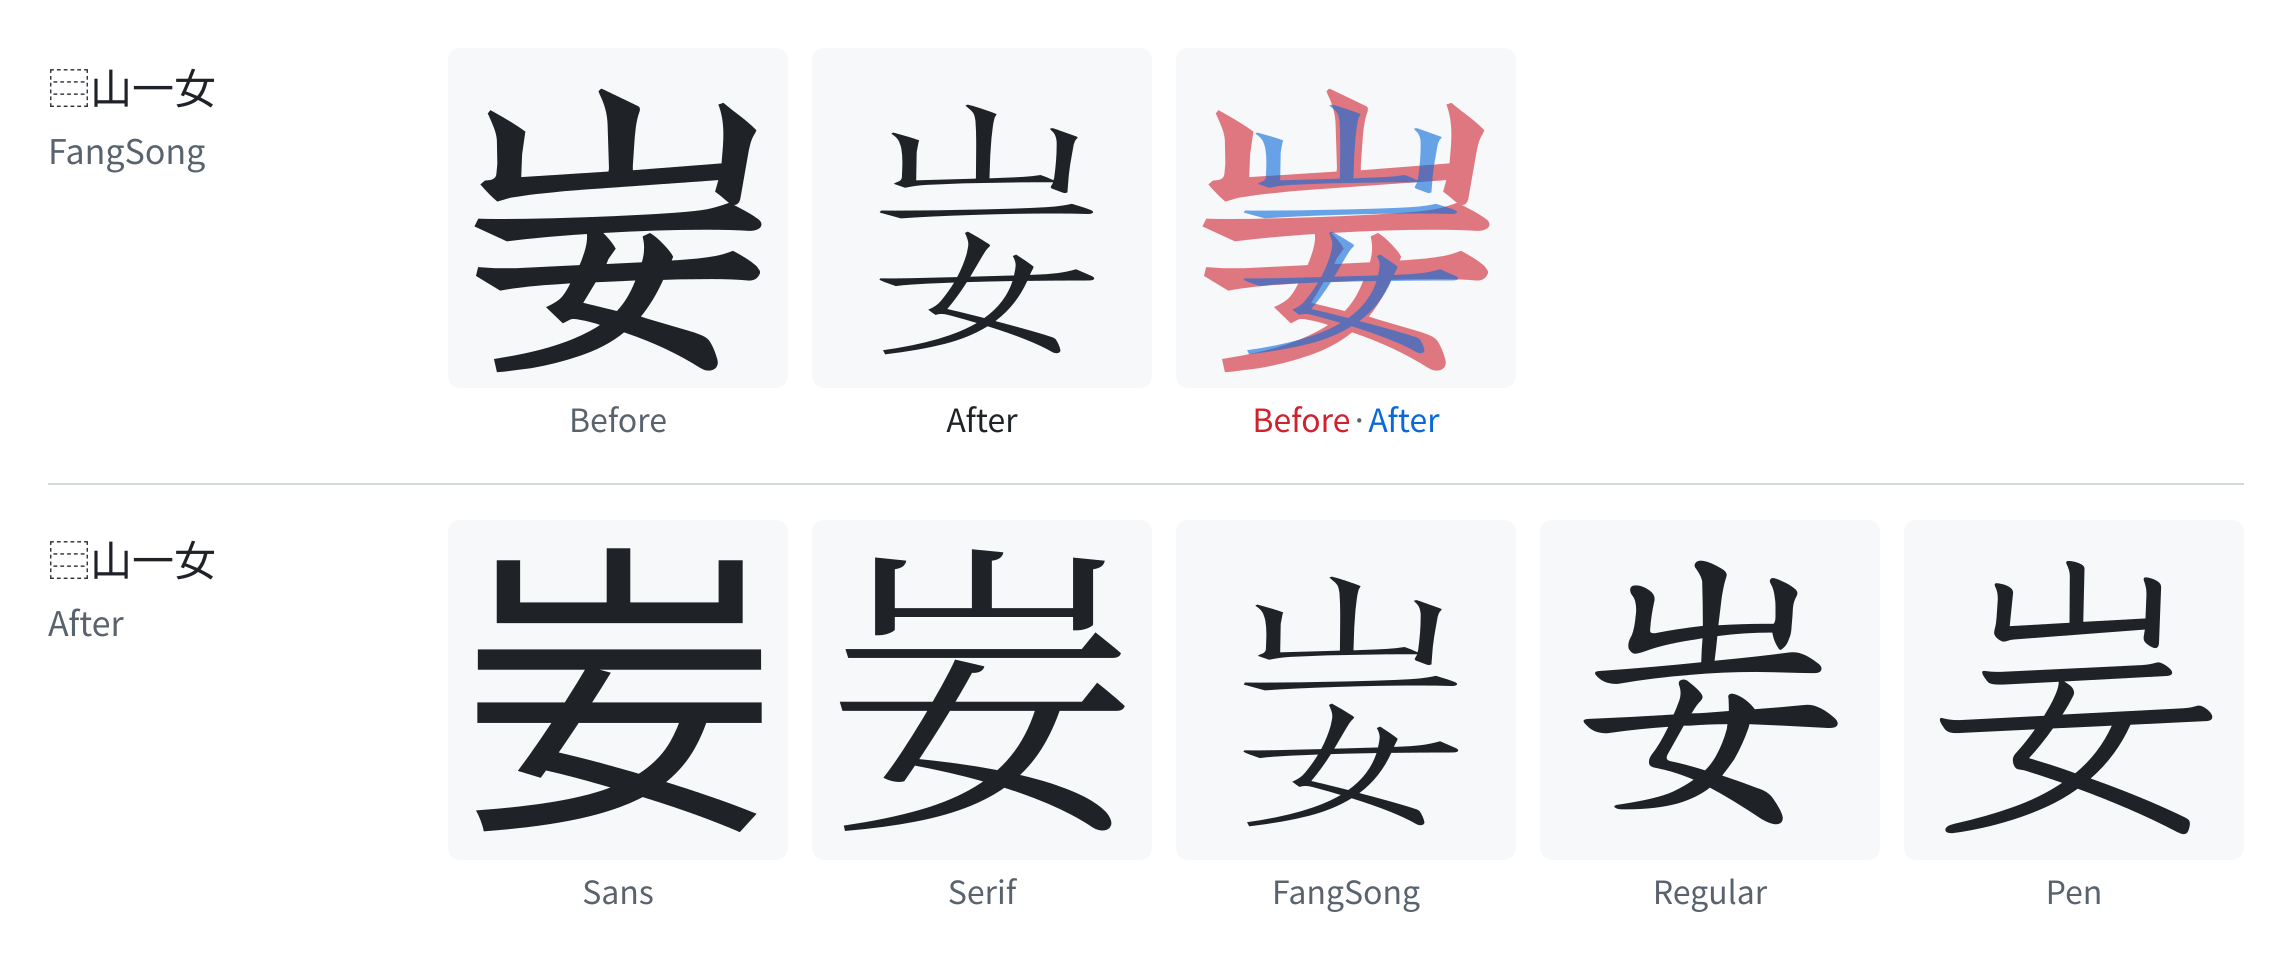 ⿳山一女
FangSong
Before
After
Before·After
⿳山一女
After
Sans
Serif
FangSong
Regular
Pen